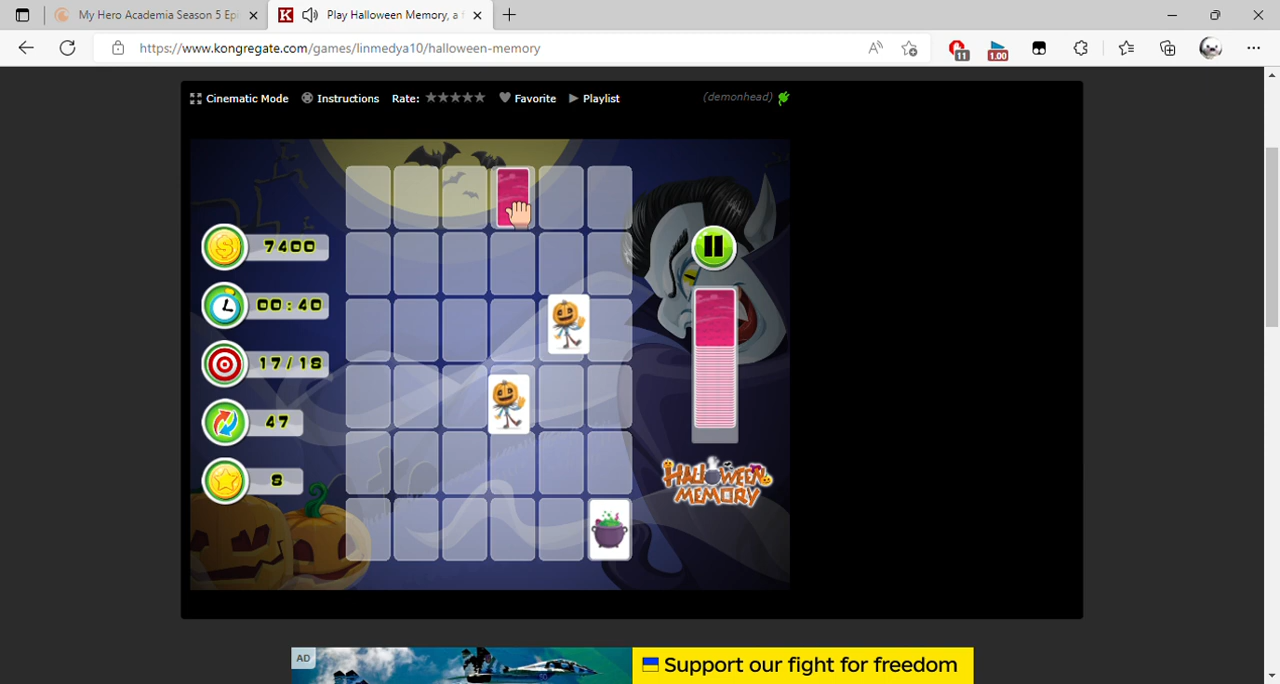 My Hero Academia Season 5 Epi
Play Halloween Memory, a f
https://www.kongregate.com/games/linmedya10/halloween-memory
11
1.00
Cinematic Mode
Instructions
Rate:
Favorite
Playlist
(demonhead)
7400
00:40
17/18
47
8
HALLOWEEN
MEMORY
AD
Support our fight for freedom